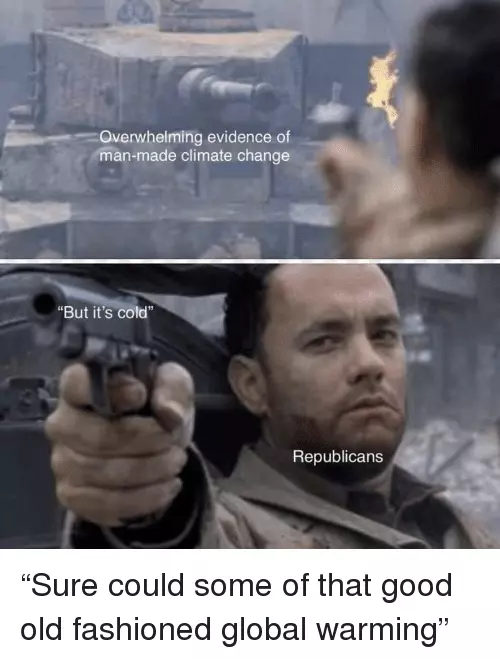 Overwhelming evidence of
man-made climate change
“But it’s cold”
Republicans
“Sure could some of that good
old fashioned global warming”